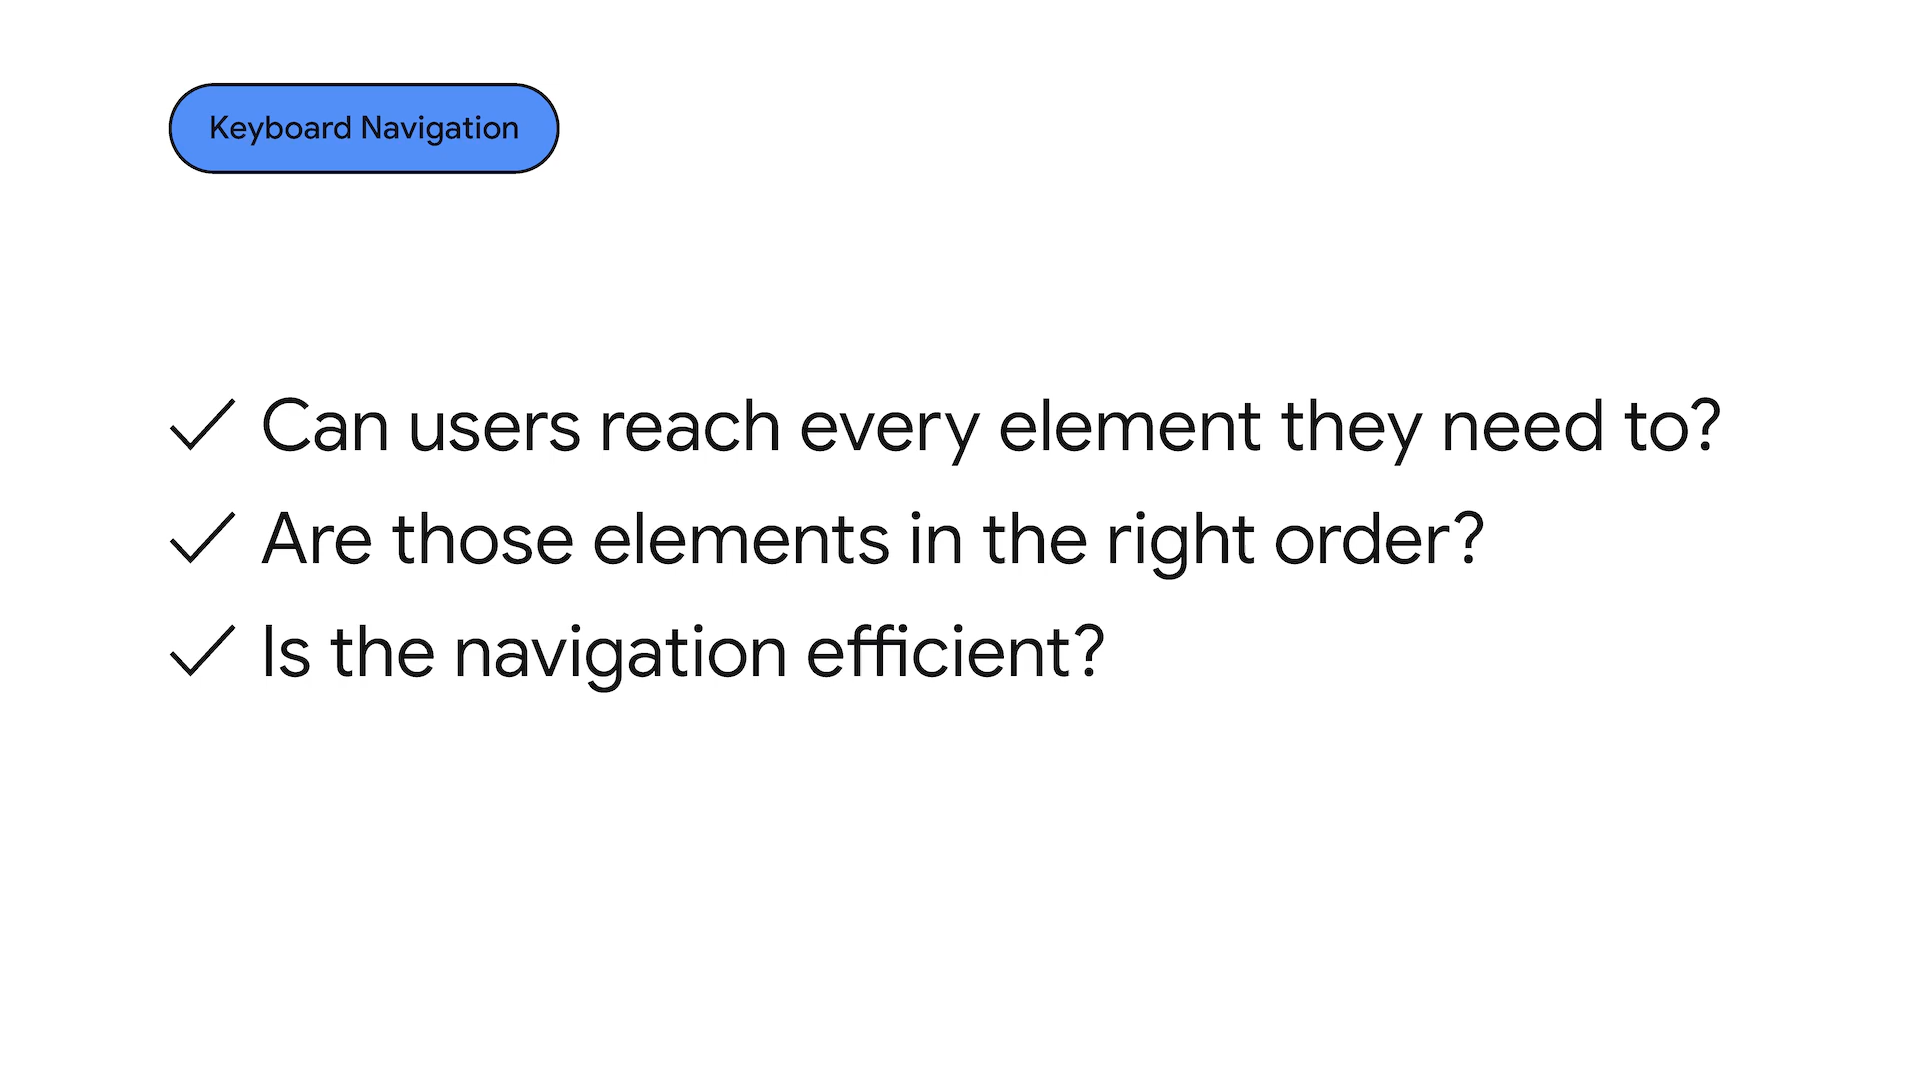 Keyboard Navigation
Can users reach every element they need to?
Are those elements in the right order?
Is the navigation efficient?